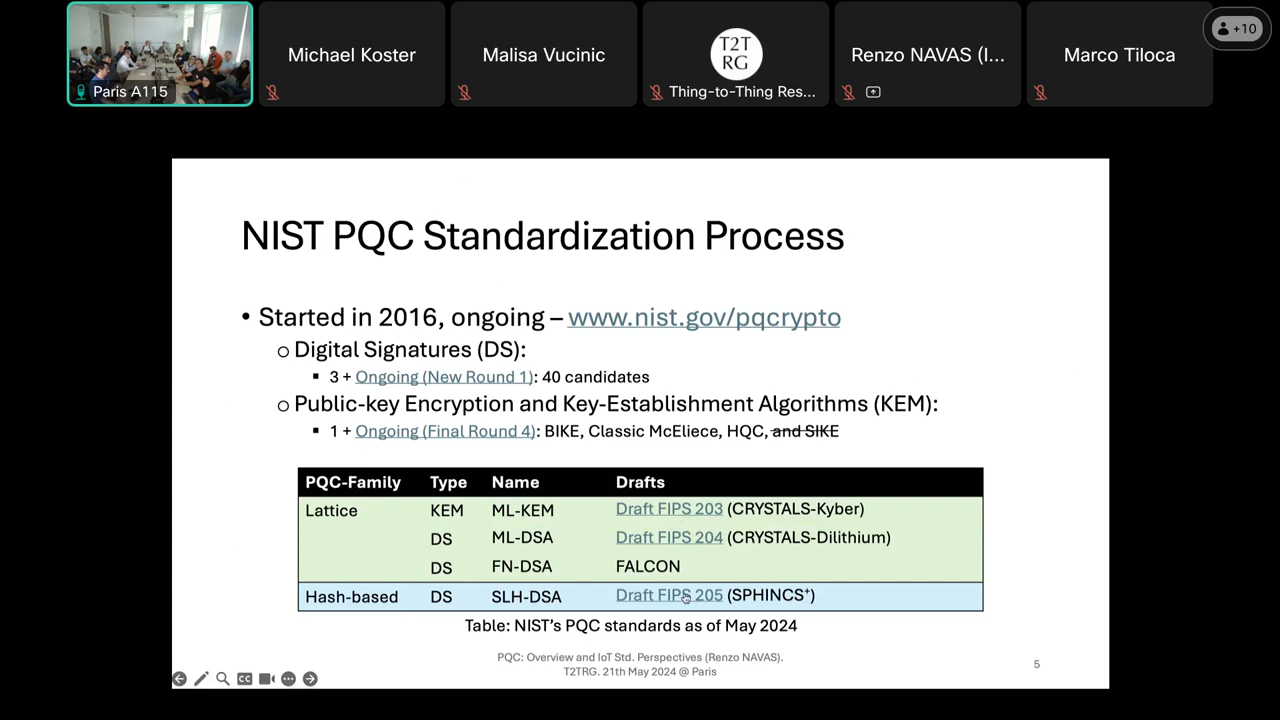 Paris A115
Michael Koster
Malisa Vucinic
T2T
RG
Thing-to-Thing Res...
Renzo NAVAS (I...
Marco Tiloca
+10
NIST PQC Standardization Process
• Started in 2016, ongoing – www.nist.gov/pqcrypto
o Digital Signatures (DS):
▪ 3 + Ongoing (New Round 1): 40 candidates
o Public-key Encryption and Key-Establishment Algorithms (KEM):
▪ 1 + Ongoing (Final Round 4): BIKE, Classic McEliece, HQC, and SIKE
PQC-Family Type Name Drafts
Lattice KEM ML-KEM Draft FIPS 203 (CRYSTALS-Kyber)
DS ML-DSA Draft FIPS 204 (CRYSTALS-Dilithium)
DS FN-DSA FALCON
Hash-based DS SLH-DSA Draft FIPS 205 (SPHINCS⁺)
Table: NIST’s PQC standards as of May 2024
PQC: Overview and IoT Std. Perspectives (Renzo NAVAS).
T2TRG. 21th May 2024 @ Paris
5
CC